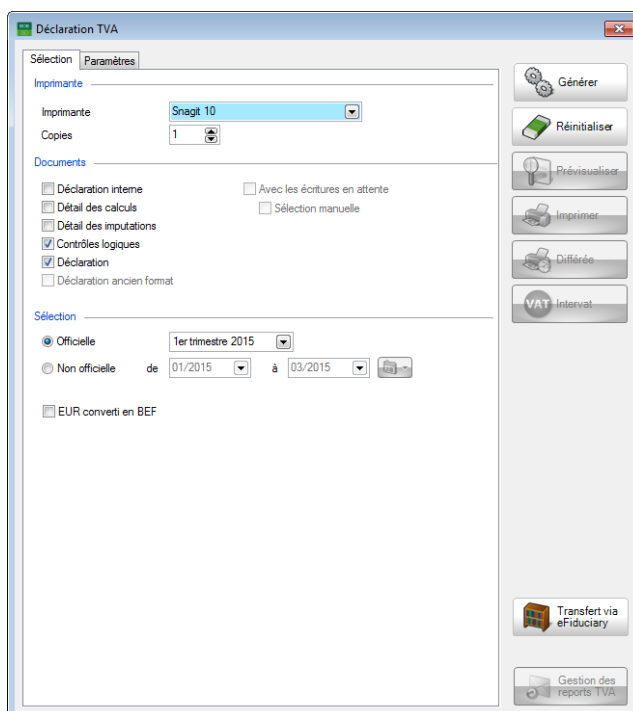 Déclaration TVA
Sélection Paramètres
Imprimante
Imprimante Snagit 10
Copies 1
Documents
Déclaration interne Avec les écritures en attente
Détail des calculs Sélection manuelle
Détail des imputations
Contrôles logiques
Déclaration
Déclaration ancien format
Sélection
Officielle 1er trimestre 2015
Non officielle de 01/2015 à 03/2015
EUR converti en BEF
Générer
Réinitialiser
Prévisualiser
Imprimer
Différée
VAT Intervat
Transfert via
eFiduciary
Gestion des
reports TVA